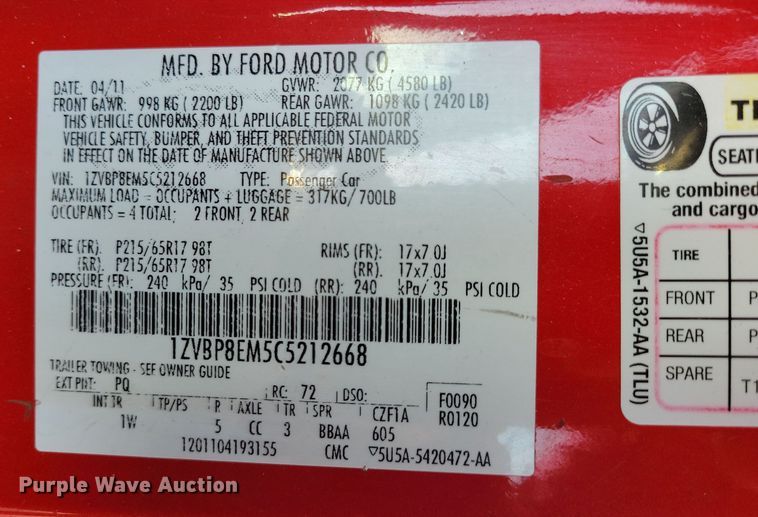 MFD. BY FORD MOTOR CO.
DATE: 04/11 GVWR: 2077 KG ( 4580 LB)
FRONT GAWR: 998 KG ( 2200 LB) REAR GAWR: 1098 KG ( 2420 LB)
THIS VEHICLE CONFORMS TO ALL APPLICABLE FEDERAL MOTOR
VEHICLE SAFETY, BUMPER, AND THEFT PREVENTION STANDARDS
IN EFFECT ON THE DATE OF MANUFACTURE SHOWN ABOVE.
VIN: 1ZVBP8EM5C5212668 TYPE: Passenger Car
MAXIMUM LOAD = OCCUPANTS + LUGGAGE = 317KG/ 700LB
OCCUPANTS = 4 TOTAL; 2 FRONT, 2 REAR
TIRE (FR): P215/65R17 98T RIMS (FR): 17x7.0J
(RR): P215/65R17 98T (RR): 17x7.0J
PRESSURE (FR): 240 kPa/ 35 PSI COLD (RR): 240 kPa/ 35 PSI COLD
1ZVBP8EM5C5212668
TRAILER TOWING - SEE OWNER GUIDE
EXT PNT: PQ RC: 72 DSO: F0090
R0120
INT TR TP/PS R AXLE TR SPR CZF1A
1W 5 CC 3 BBAA 605
1201104193155 CMC ▽5U5A-5420472-AA
SEATI
The combined
and cargo
TIRE
FRONT P
REAR P
SPARE T1
▽5U5A-1532-AA (TLU)
Purple Wave Auction